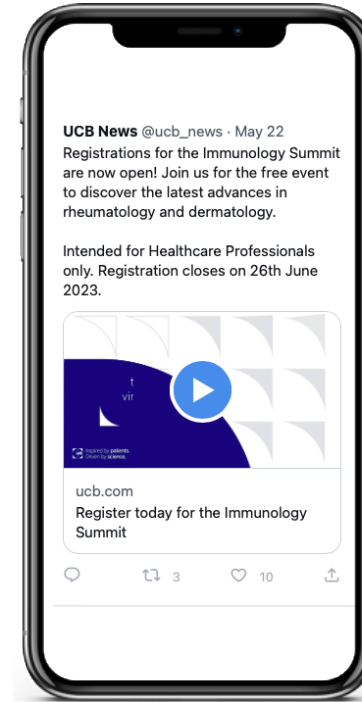 UCB News @ucb_news · May 22
Registrations for the Immunology Summit
are now open! Join us for the free event
to discover the latest advances in
rheumatology and dermatology.
Intended for Healthcare Professionals
only. Registration closes on 26th June
2023.
t
vir
Inspired by patients.
Driven by science.
ucb.com
Register today for the Immunology
Summit
3 10